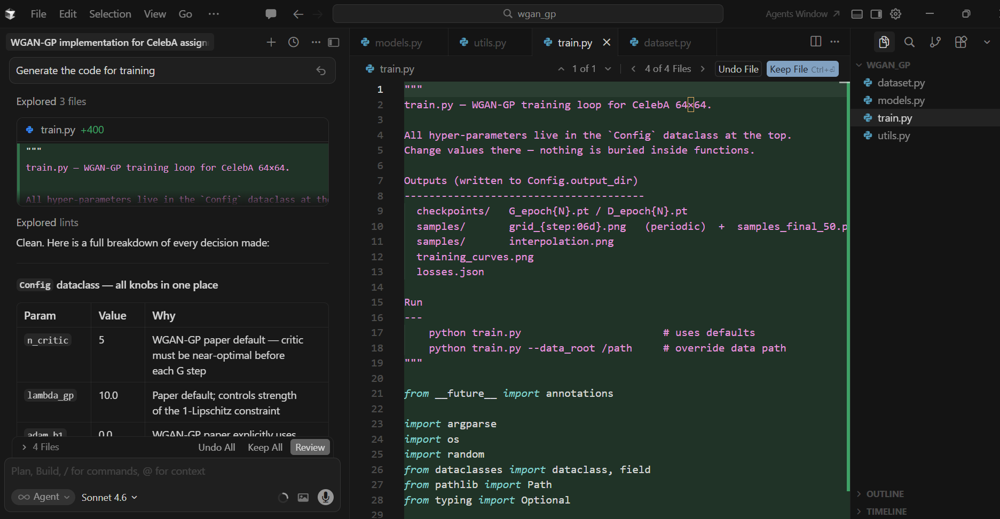 File Edit Selection View Go ···
wgan_gp
Agents Window ↗
WGAN-GP implementation for CelebA assign
Generate the code for training
Explored 3 files
train.py +400
"""
train.py — WGAN-GP training loop for CelebA 64×64.
All hyper-parameters live in the `Config` dataclass at the
Explored lints
Clean. Here is a full breakdown of every decision made:
Config dataclass — all knobs in one place
Param Value Why
n_critic 5 WGAN-GP paper default — critic
must be near-optimal before
each G step
lambda_gp 10.0 Paper default; controls strength
of the 1-Lipschitz constraint
adam_b1 0.0 WGAN-GP paper explicitly uses
4 Files Undo All Keep All Review
Plan, Build, / for commands, @ for context
Agent Sonnet 4.6
models.py utils.py train.py dataset.py
train.py 1 of 1 4 of 4 Files Undo File Keep File Ctrl+⏎
1 """
2 train.py — WGAN-GP training loop for CelebA 64×64.
3
4 All hyper-parameters live in the `Config` dataclass at the top.
5 Change values there — nothing is buried inside functions.
6
7 Outputs (written to Config.output_dir)
8 ---------------------------------------
9 checkpoints/ G_epoch{N}.pt / D_epoch{N}.pt
10 samples/ grid_{step:06d}.png (periodic) + samples_final_50.p
11 samples/ interpolation.png
12 training_curves.png
13 losses.json
14
15 Run
16 ---
17 python train.py # uses defaults
18 python train.py --data_root /path # override data path
19 """
20
21 from __future__ import annotations
22
23 import argparse
24 import os
25 import random
26 from dataclasses import dataclass, field
27 from pathlib import Path
28 from typing import Optional
29
WGAN_GP
dataset.py
models.py
train.py
utils.py
OUTLINE
TIMELINE